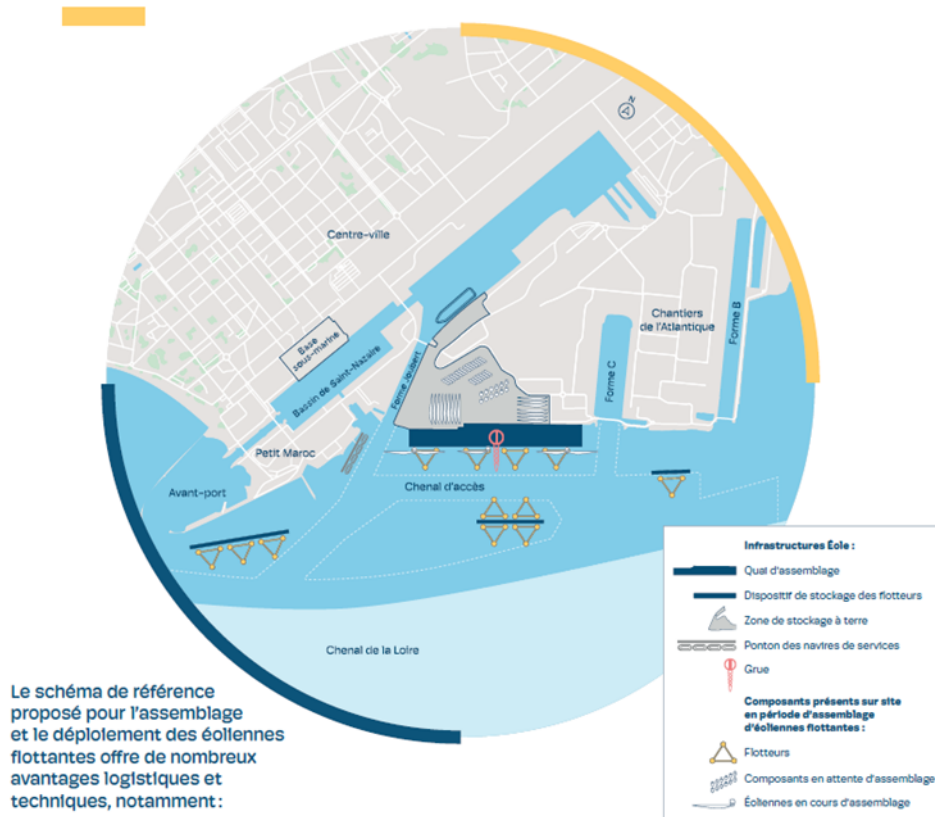 N
Centre-ville
Chantiers
de l'Atlantique
Forme B
Base
sous-marine
Bassin de Saint-Nazaire
Forme Joubert
Forme C
Petit Maroc
Avant-port
Chenal d'accès
Chenal de la Loire
Infrastructures Éole :
Quai d'assemblage
Dispositif de stockage des flotteurs
Zone de stockage à terre
Ponton des navires de services
Grue
Composants présents sur site
en période d'assemblage
d'éoliennes flottantes :
Flotteurs
Composants en attente d'assemblage
Éoliennes en cours d'assemblage
Le schéma de référence
proposé pour l'assemblage
et le déploiement des éoliennes
flottantes offre de nombreux
avantages logistiques et
techniques, notamment :